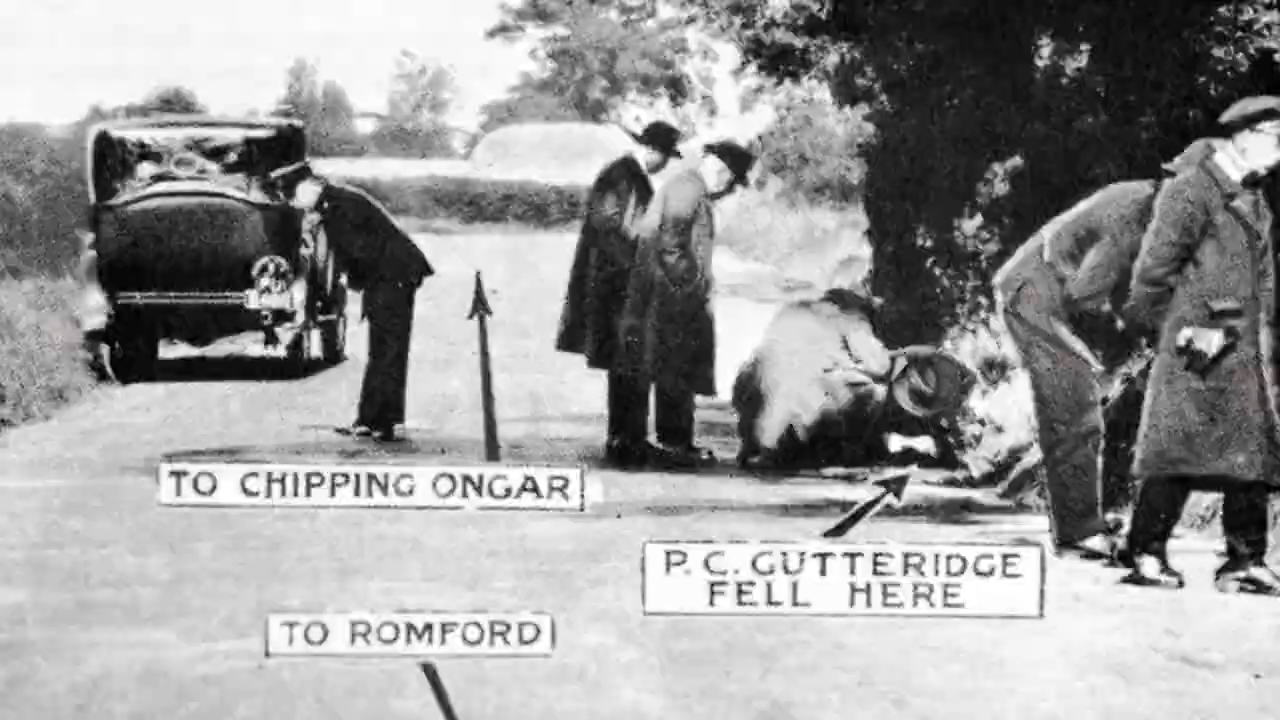 TO CHIPPING ONGAR
P.C. GUTTERIDGE
FELL HERE
TO ROMFORD